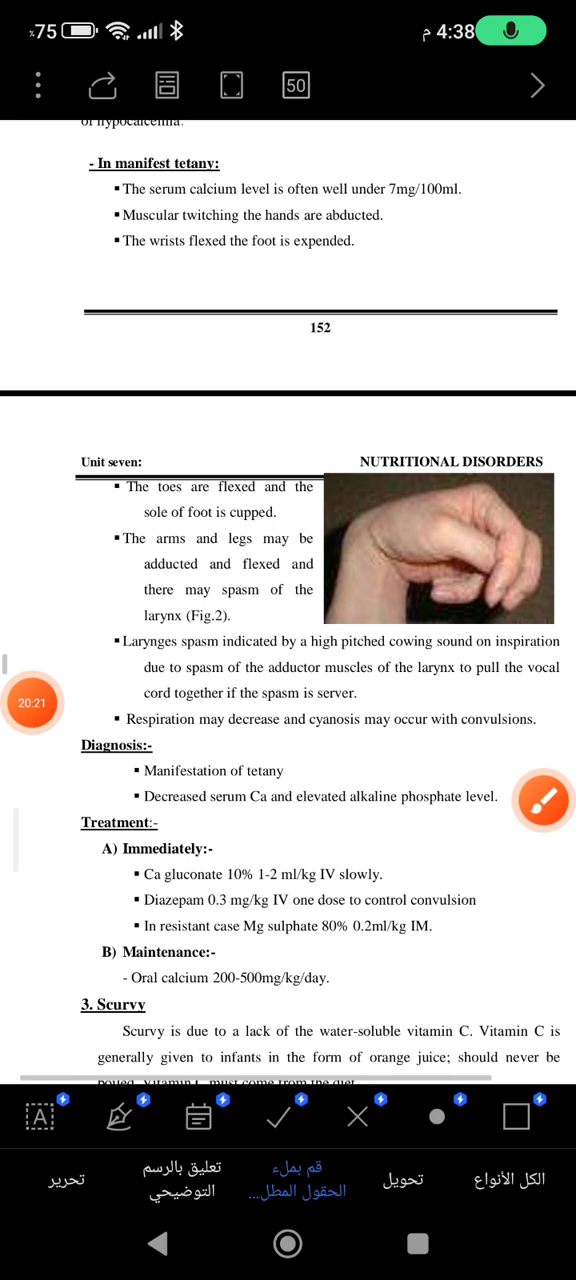 ٪75
4:38 م
50
of hypocalcemia.
- In manifest tetany:
▪ The serum calcium level is often well under 7mg/100ml.
▪ Muscular twitching the hands are abducted.
▪ The wrists flexed the foot is expended.
152
Unit seven: NUTRITIONAL DISORDERS
▪ The toes are flexed and the
sole of foot is cupped.
▪ The arms and legs may be
adducted and flexed and
there may spasm of the
larynx (Fig.2).
▪ Larynges spasm indicated by a high pitched cowing sound on inspiration
due to spasm of the adductor muscles of the larynx to pull the vocal
cord together if the spasm is server.
▪ Respiration may decrease and cyanosis may occur with convulsions.
20:21
Diagnosis:-
▪ Manifestation of tetany
▪ Decreased serum Ca and elevated alkaline phosphate level.
Treatment:-
A) Immediately:-
▪ Ca gluconate 10% 1-2 ml/kg IV slowly.
▪ Diazepam 0.3 mg/kg IV one dose to control convulsion
▪ In resistant case Mg sulphate 80% 0.2ml/kg IM.
B) Maintenance:-
- Oral calcium 200-500mg/kg/day.
3. Scurvy
Scurvy is due to a lack of the water-soluble vitamin C. Vitamin C is
generally given to infants in the form of orange juice; should never be
boiled. Vitamin C must come from the diet
A
الكل الأنواع
تحويل
قم بملء
الحقول المطل...
تعليق بالرسم
التوضيحي
تحرير